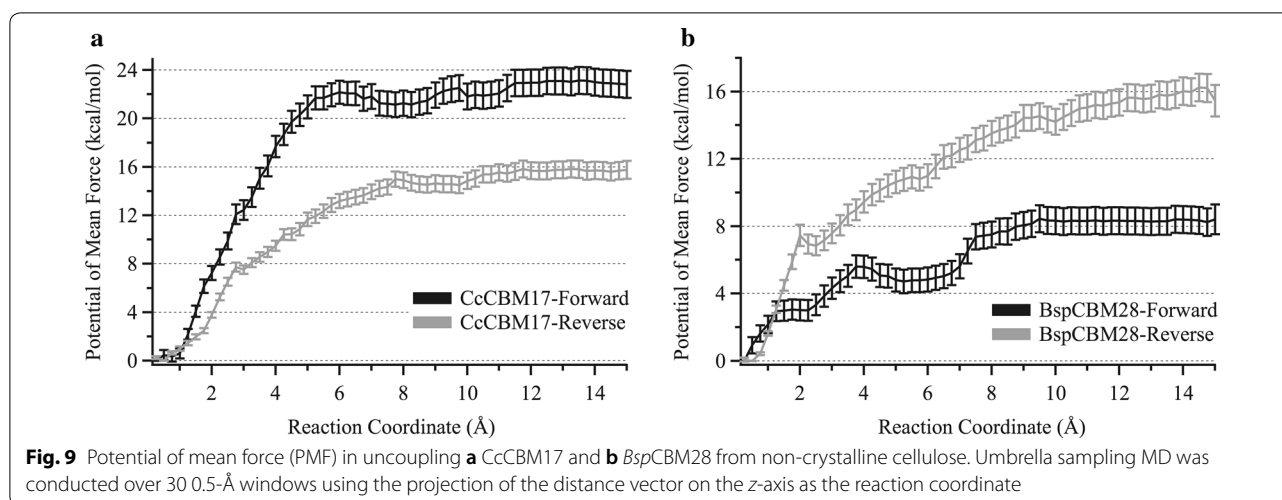 a
b
Potential of Mean Force (kcal/mol)
24
20
16
12
8
4
0
CcCBM17-Forward
CcCBM17-Reverse
2 4 6 8 10 12 14
Reaction Coordinate (Å)
Potential of Mean Force (kcal/mol)
16
12
8
4
0
BspCBM28-Forward
BspCBM28-Reverse
2 4 6 8 10 12 14
Reaction Coordinate (Å)
Fig. 9 Potential of mean force (PMF) in uncoupling a CcCBM17 and b BspCBM28 from non-crystalline cellulose. Umbrella sampling MD was
conducted over 30 0.5-Å windows using the projection of the distance vector on the z-axis as the reaction coordinate